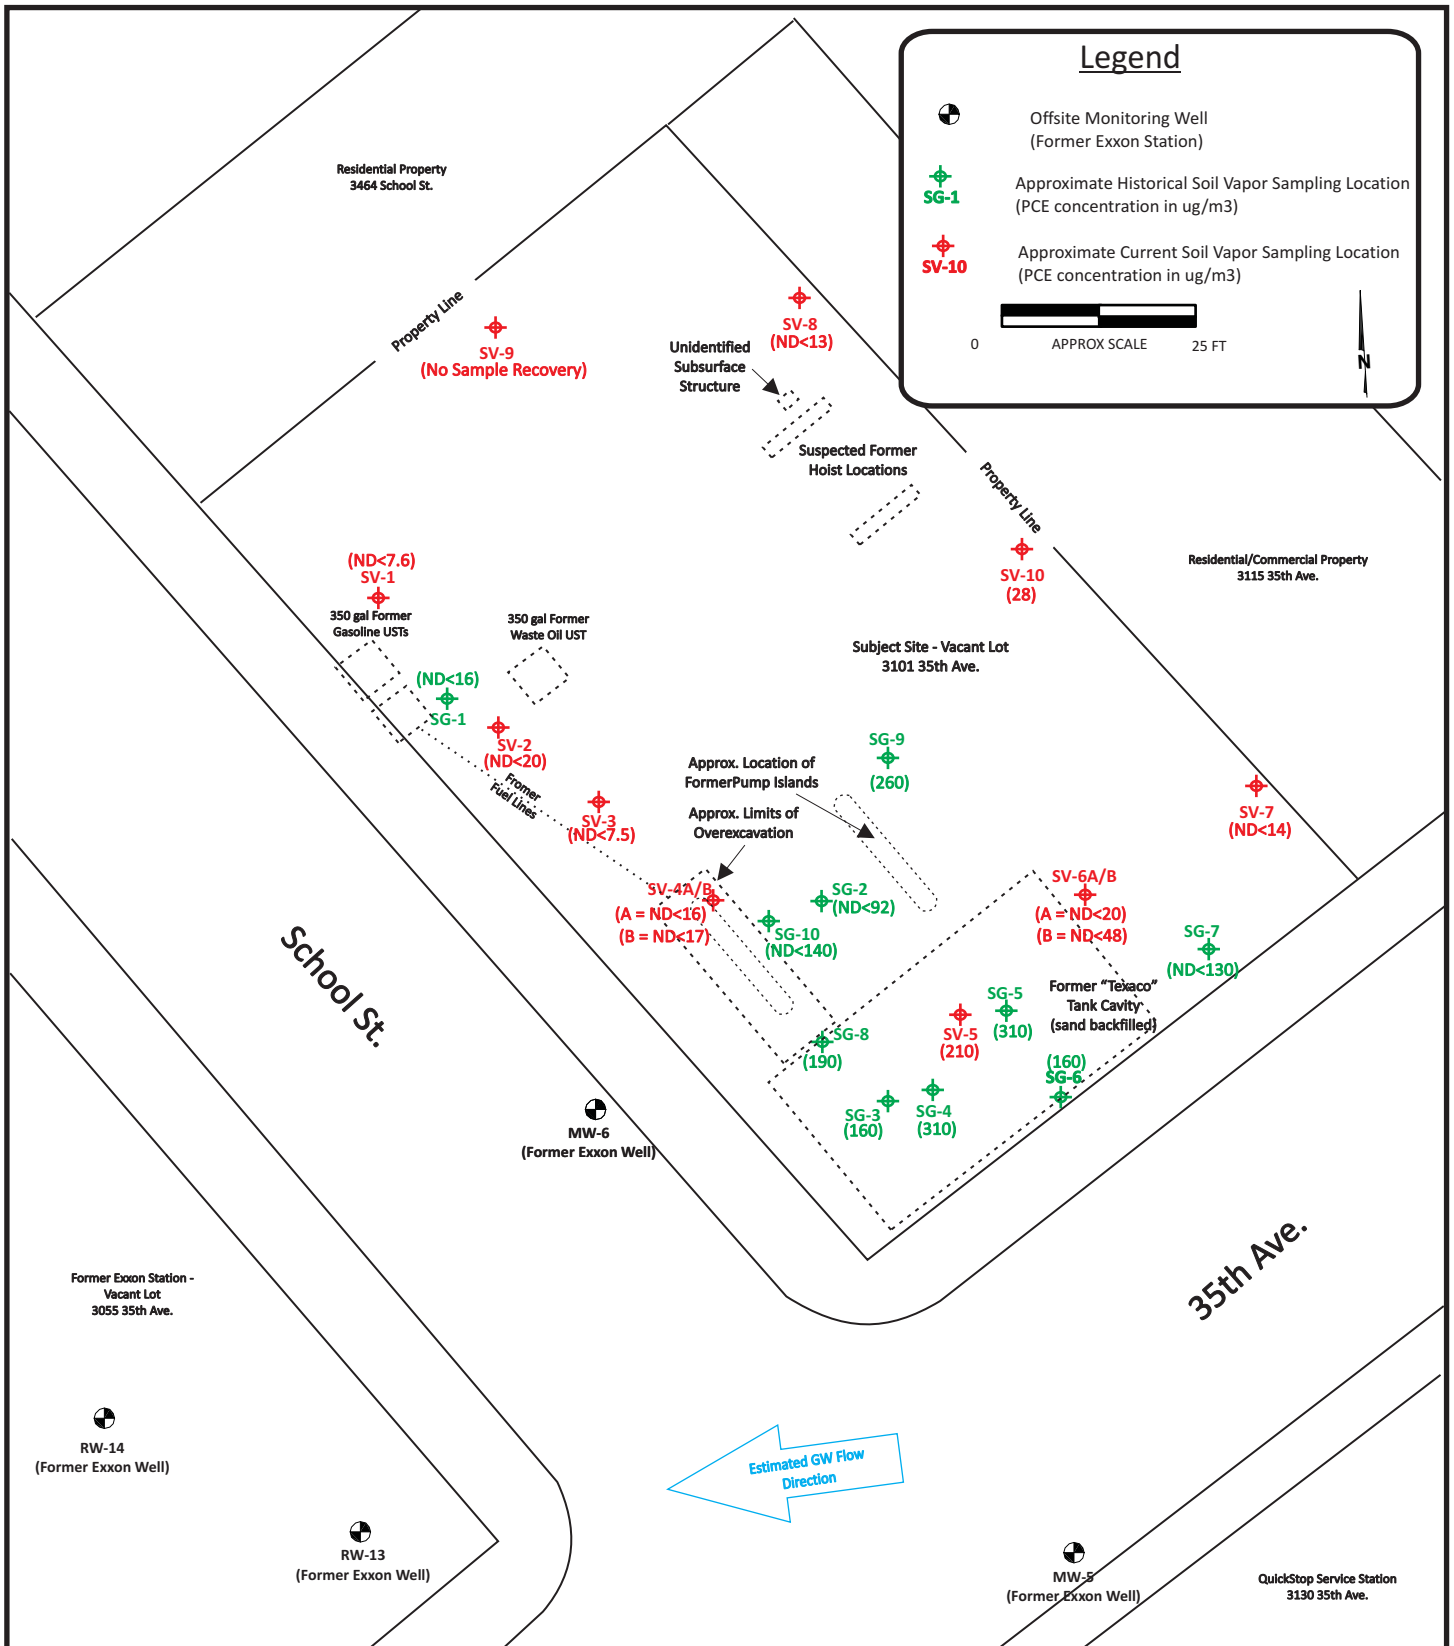 Legend
Offsite Monitoring Well
(Former Exxon Station)
SG-1
Approximate Historical Soil Vapor Sampling Location
(PCE concentration in ug/m3)
SV-10
Approximate Current Soil Vapor Sampling Location
(PCE concentration in ug/m3)
0
APPROX SCALE
25 FT
N
Residential Property
3464 School St.
Property Line
SV-9
(No Sample Recovery)
SV-8
(ND<13)
Unidentified
Subsurface
Structure
Suspected Former
Hoist Locations
Property Line
SV-10
(28)
Residential/Commercial Property
3115 35th Ave.
(ND<7.6)
SV-1
350 gal Former
Gasoline USTs
350 gal Former
Waste Oil UST
Subject Site - Vacant Lot
3101 35th Ave.
(ND<16)
SG-1
SV-2
(ND<20)
Fromer
Fuel Lines
SV-3
(ND<7.5)
SG-9
(260)
Approx. Location of
FormerPump Islands
Approx. Limits of
Overexcavation
SV-7
(ND<14)
SV-4A/B
(A = ND<16)
(B = ND<17)
SG-2
(ND<92)
SG-10
(ND<140)
SV-6A/B
(A = ND<20)
(B = ND<48)
SG-7
(ND<130)
Former “Texaco”
Tank Cavity
(sand backfilled)
SG-5
(310)
SV-5
(210)
SG-8
(190)
(160)
SG-6
SG-3
(160)
SG-4
(310)
School St.
MW-6
(Former Exxon Well)
35th Ave.
Former Exxon Station -
Vacant Lot
3055 35th Ave.
RW-14
(Former Exxon Well)
Estimated GW Flow
Direction
RW-13
(Former Exxon Well)
MW-5
(Former Exxon Well)
QuickStop Service Station
3130 35th Ave.